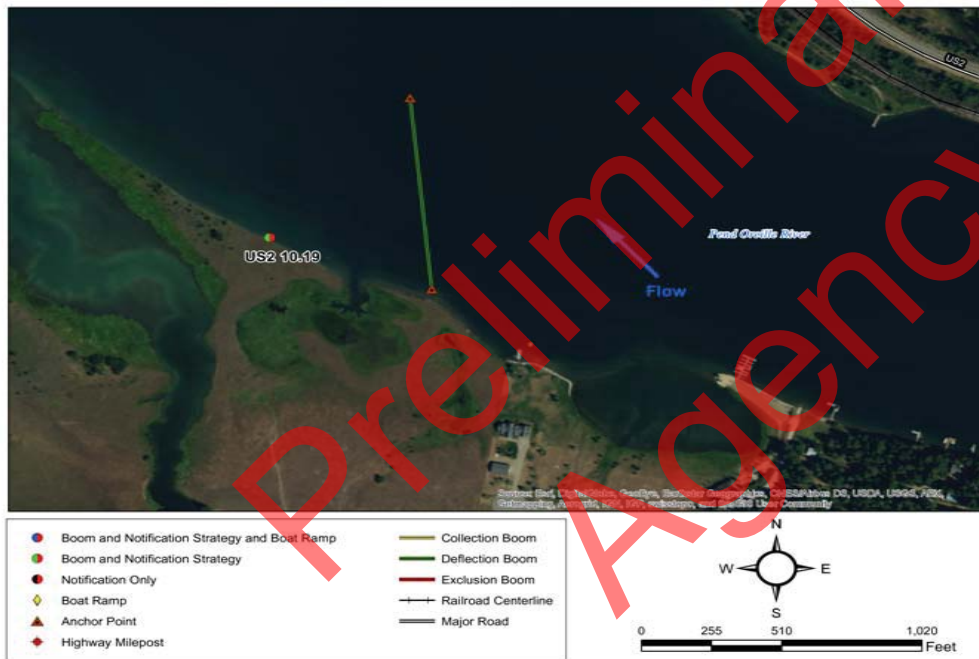 US2
Pend Oreille River
US2 10.19
Flow
Boom and Notification Strategy and Boat Ramp
Boom and Notification Strategy
Notification Only
Boat Ramp
Anchor Point
Highway Milepost
Collection Boom
Deflection Boom
Exclusion Boom
Railroad Centerline
Major Road
N
W E
S
0 255 510 1,020
Feet
Preliminar
Agency